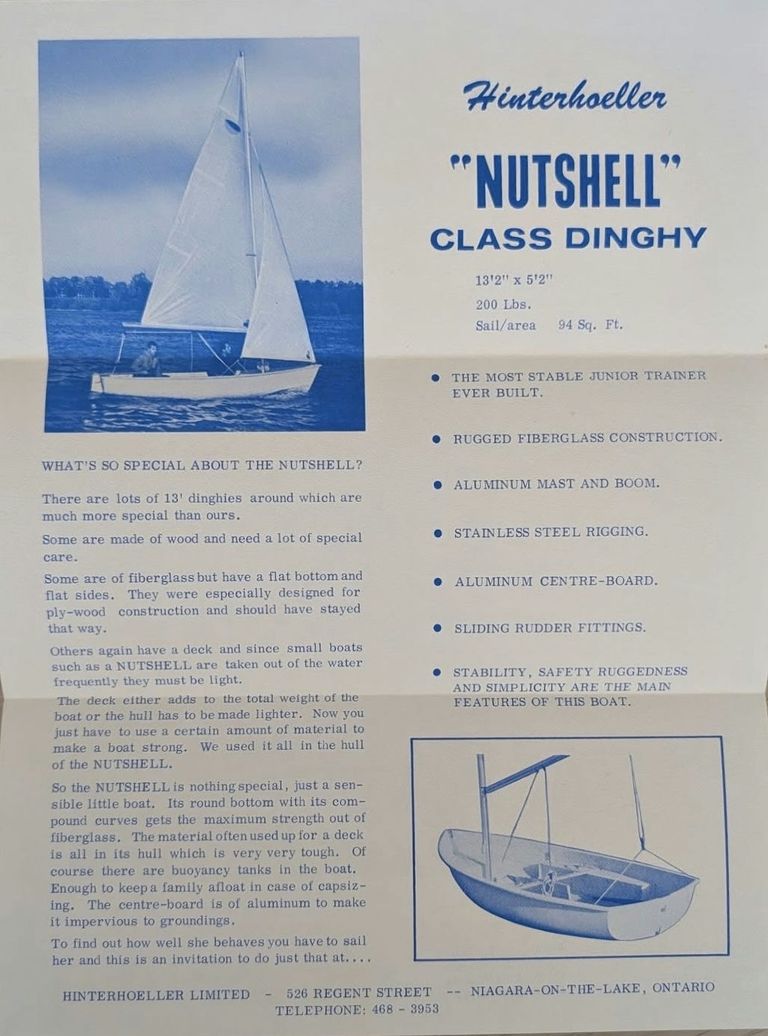 Hinterhoeller
"NUTSHELL"
CLASS DINGHY
13'2" x 5'2"
200 Lbs.
Sail/area 94 Sq. Ft.
• THE MOST STABLE JUNIOR TRAINER
EVER BUILT.
• RUGGED FIBERGLASS CONSTRUCTION.
• ALUMINUM MAST AND BOOM.
• STAINLESS STEEL RIGGING.
• ALUMINUM CENTRE-BOARD.
• SLIDING RUDDER FITTINGS.
• STABILITY, SAFETY RUGGEDNESS
AND SIMPLICITY ARE THE MAIN
FEATURES OF THIS BOAT.
WHAT'S SO SPECIAL ABOUT THE NUTSHELL?
There are lots of 13' dinghies around which are
much more special than ours.
Some are made of wood and need a lot of special
care.
Some are of fiberglass but have a flat bottom and
flat sides. They were especially designed for
ply-wood construction and should have stayed
that way.
Others again have a deck and since small boats
such as a NUTSHELL are taken out of the water
frequently they must be light.
The deck either adds to the total weight of the
boat or the hull has to be made lighter. Now you
just have to use a certain amount of material to
make a boat strong. We used it all in the hull
of the NUTSHELL.
So the NUTSHELL is nothing special, just a sen-
sible little boat. Its round bottom with its com-
pound curves gets the maximum strength out of
fiberglass. The material often used up for a deck
is all in its hull which is very very tough. Of
course there are buoyancy tanks in the boat.
Enough to keep a family afloat in case of capsiz-
ing. The centre-board is of aluminum to make
it impervious to groundings.
To find out how well she behaves you have to sail
her and this is an invitation to do just that at....
HINTERHOELLER LIMITED - 526 REGENT STREET -- NIAGARA-ON-THE-LAKE, ONTARIO
TELEPHONE: 468 - 3953